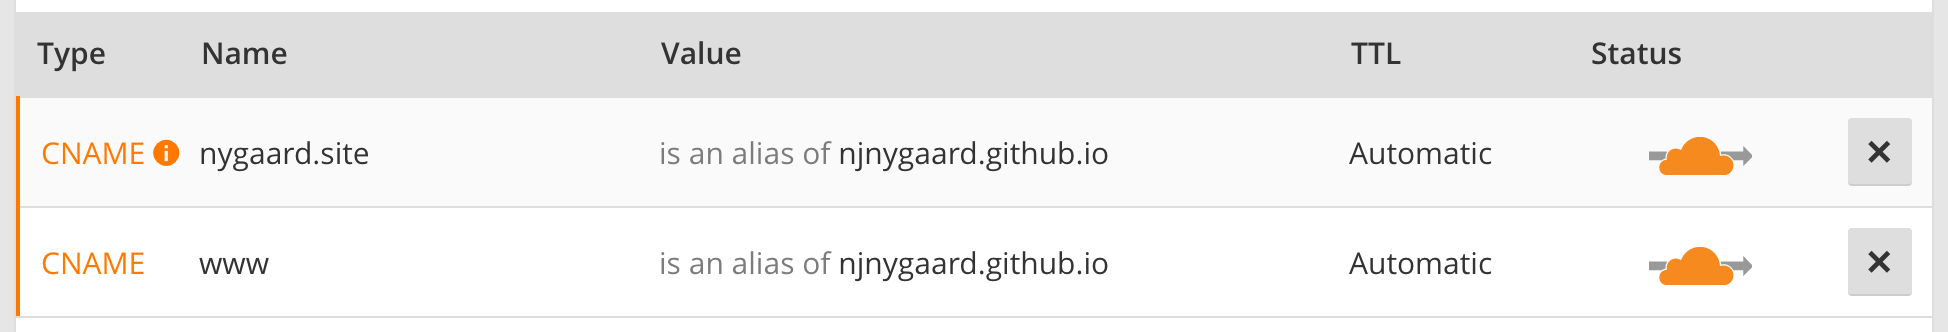 Type Name Value TTL Status
CNAME nygaard.site is an alias of njnygaard.github.io Automatic
CNAME www is an alias of njnygaard.github.io Automatic